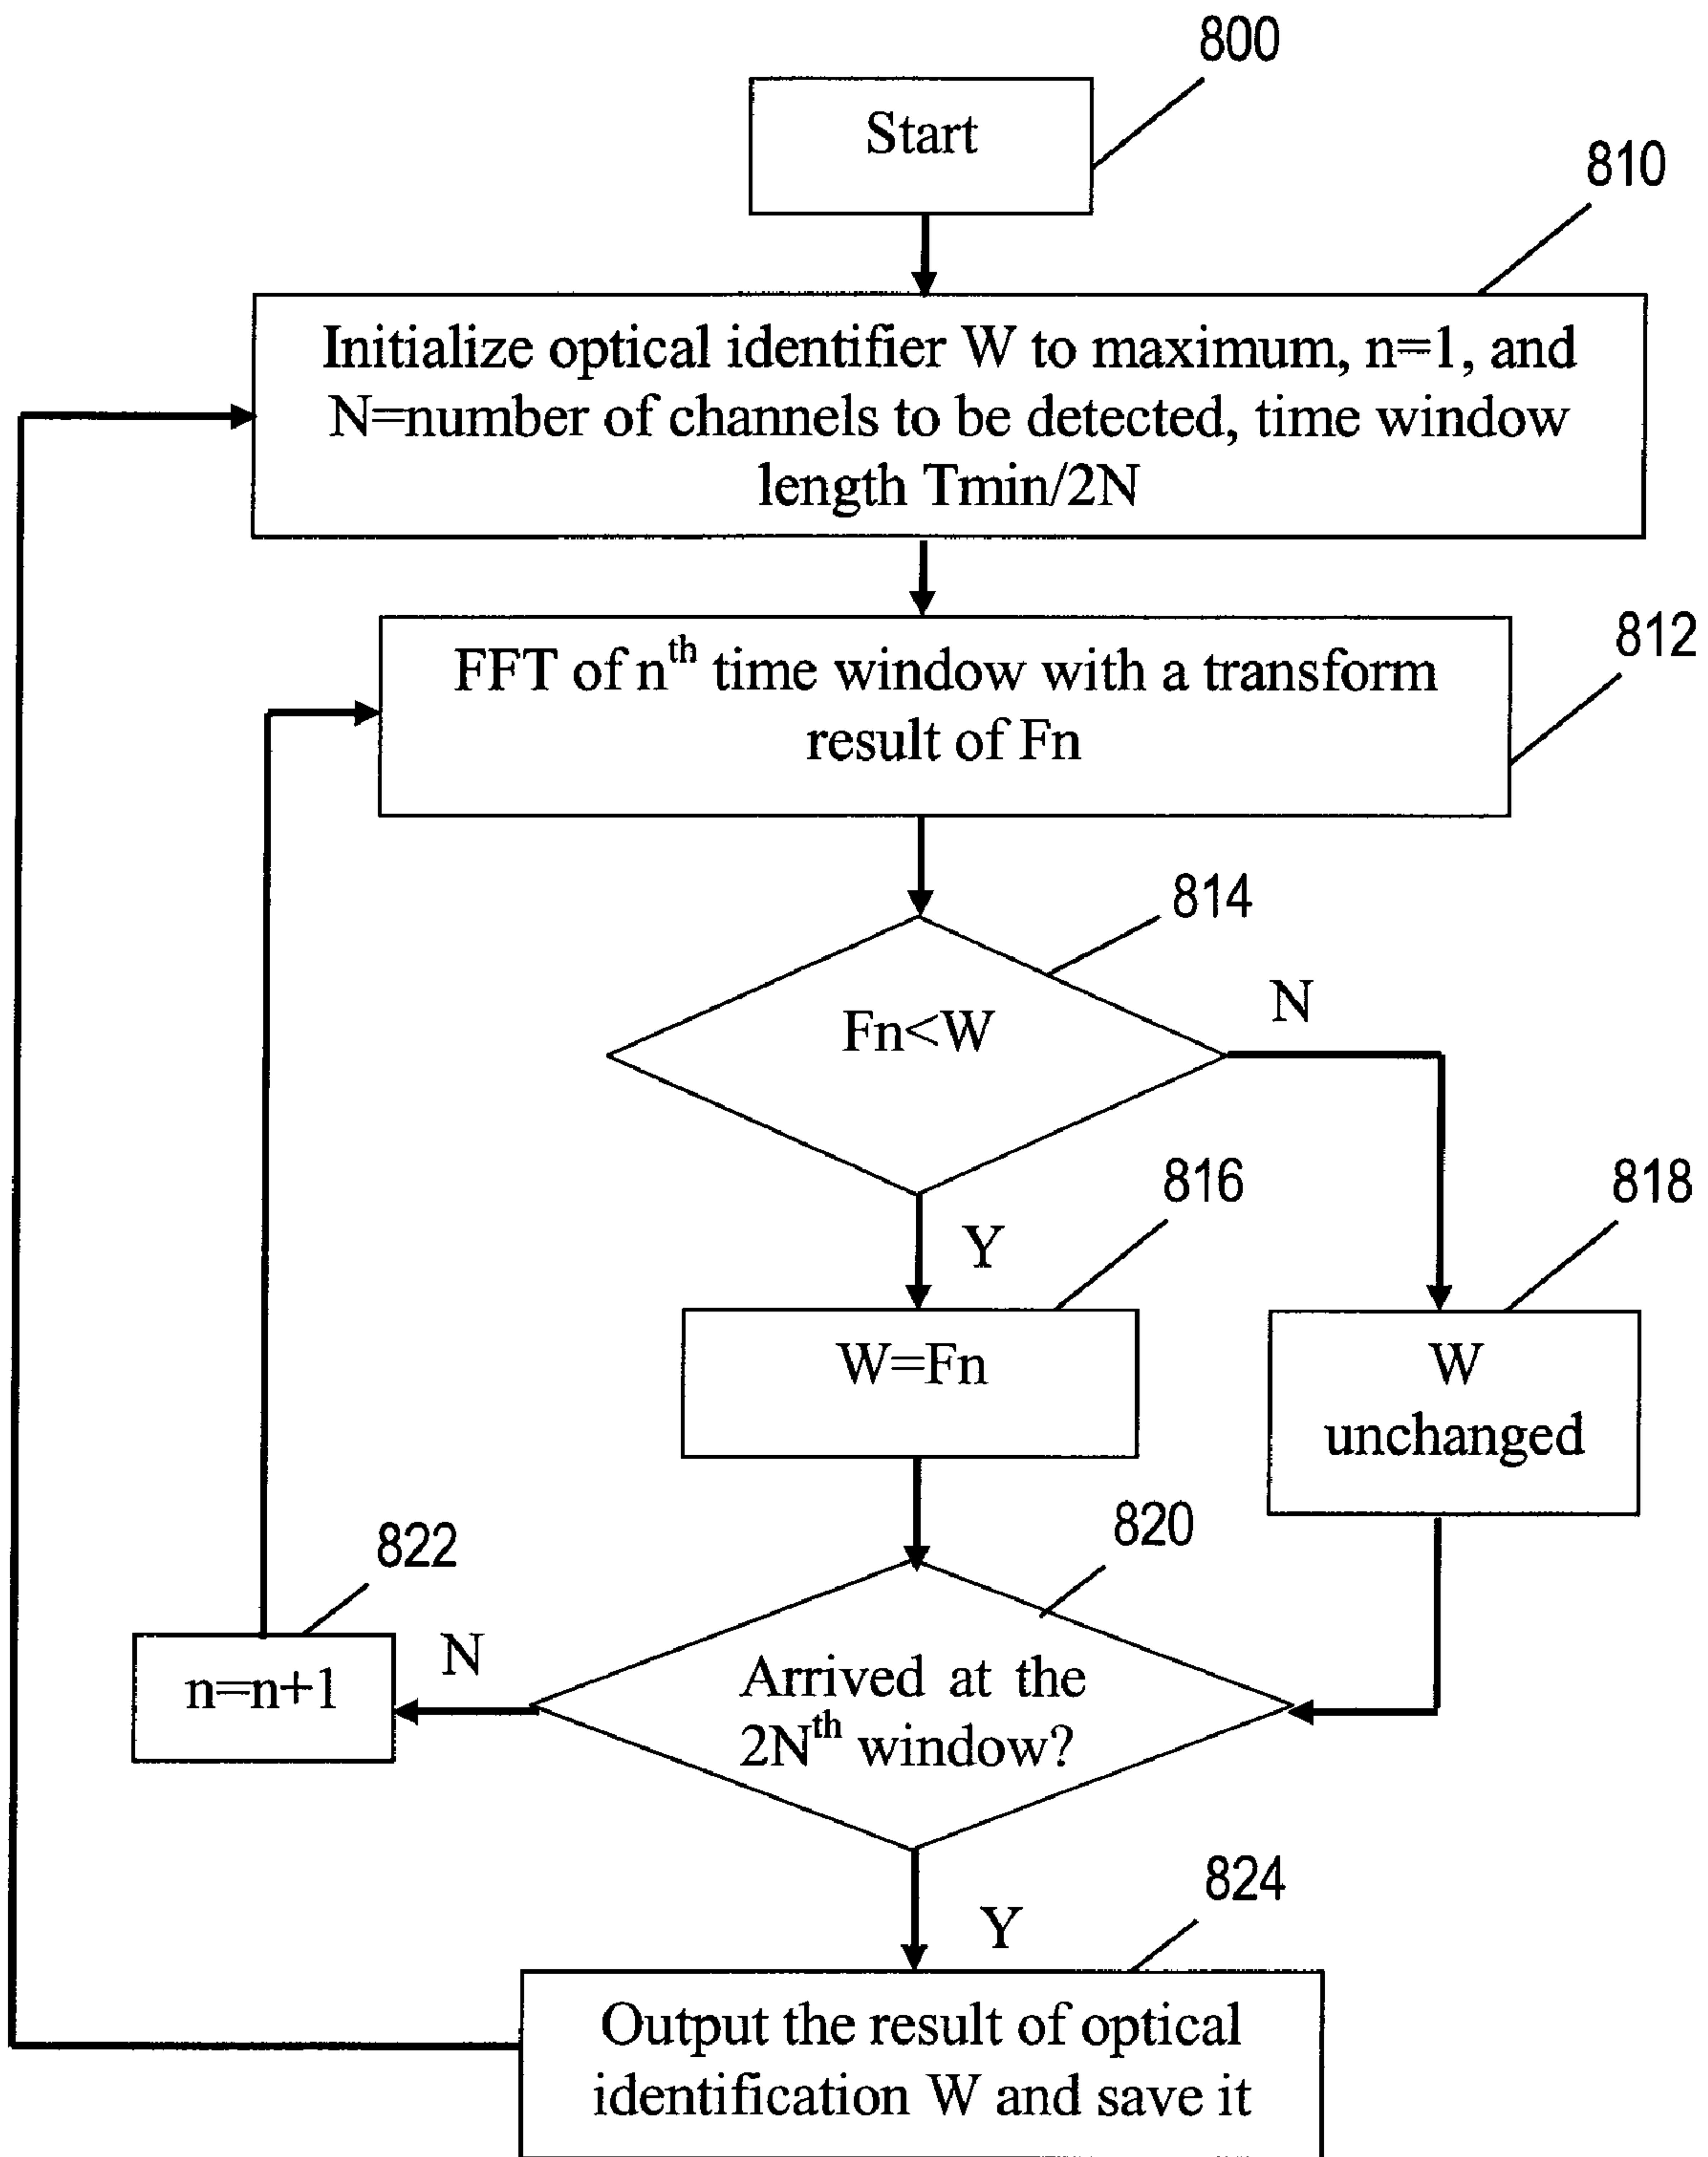 800
Start
810
Initialize optical identifier W to maximum, n=1, and
N=number of channels to be detected, time window
length Tmin/2N
812
FFT of nth time window with a transform
result of Fn
814
Fn<W
N
Y
816
818
W=Fn
W
unchanged
820
822
n=n+1
N
Arrived at the
2Nth window?
Y
824
Output the result of optical
identification W and save it